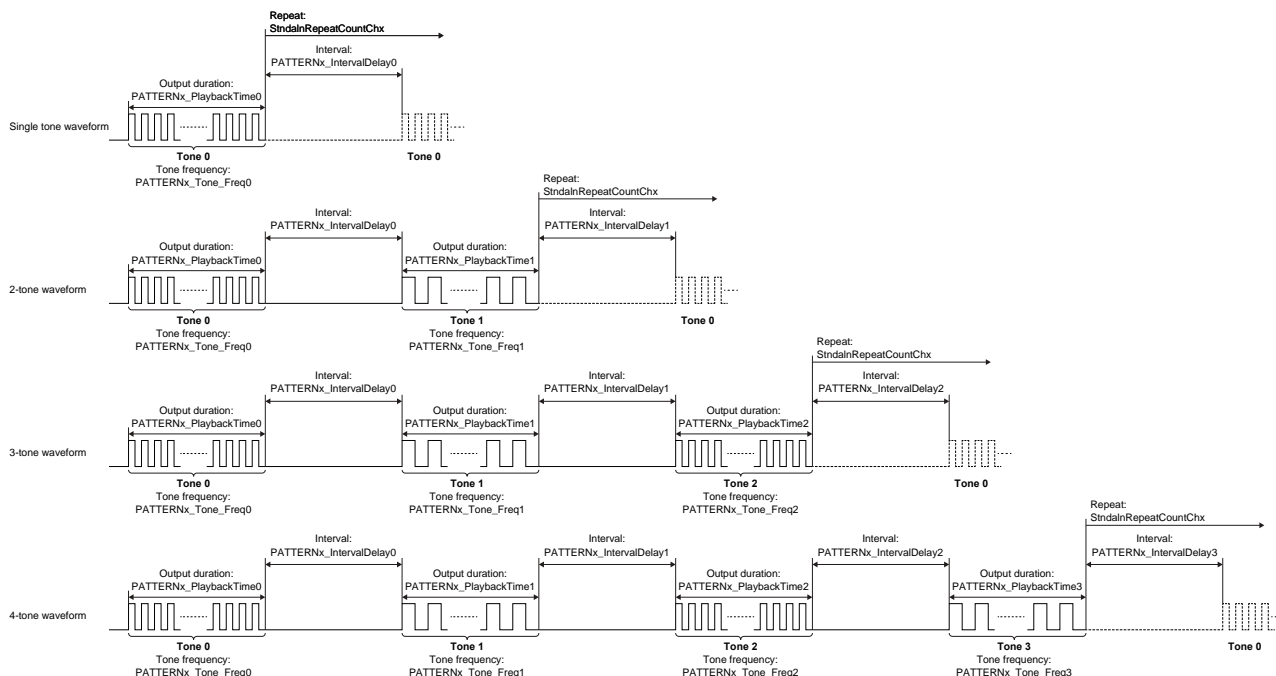 Repeat:
StndalnRepeatCountChx
Interval:
PATTERNx_IntervalDelay0
Output duration:
PATTERNx_PlaybackTime0
Single tone waveform
Tone 0
Tone 0
Tone frequency:
PATTERNx_Tone_Freq0
Repeat:
StndalnRepeatCountChx
Interval:
PATTERNx_IntervalDelay0
Interval:
PATTERNx_IntervalDelay1
Output duration:
PATTERNx_PlaybackTime0
Output duration:
PATTERNx_PlaybackTime1
2-tone waveform
Tone 0
Tone 1
Tone 0
Tone frequency:
PATTERNx_Tone_Freq0
Tone frequency:
PATTERNx_Tone_Freq1
Repeat:
StndalnRepeatCountChx
Interval:
PATTERNx_IntervalDelay0
Interval:
PATTERNx_IntervalDelay1
Interval:
PATTERNx_IntervalDelay2
Output duration:
PATTERNx_PlaybackTime0
Output duration:
PATTERNx_PlaybackTime1
Output duration:
PATTERNx_PlaybackTime2
3-tone waveform
Tone 0
Tone 1
Tone 2
Tone 0
Tone frequency:
PATTERNx_Tone_Freq0
Tone frequency:
PATTERNx_Tone_Freq1
Tone frequency:
PATTERNx_Tone_Freq2
Repeat:
StndalnRepeatCountChx
Interval:
PATTERNx_IntervalDelay0
Interval:
PATTERNx_IntervalDelay1
Interval:
PATTERNx_IntervalDelay2
Interval:
PATTERNx_IntervalDelay3
Output duration:
PATTERNx_PlaybackTime0
Output duration:
PATTERNx_PlaybackTime1
Output duration:
PATTERNx_PlaybackTime2
Output duration:
PATTERNx_PlaybackTime3
4-tone waveform
Tone 0
Tone 1
Tone 2
Tone 3
Tone 0
Tone frequency:
PATTERNx_Tone_Freq0
Tone frequency:
PATTERNx_Tone_Freq1
Tone frequency:
PATTERNx_Tone_Freq2
Tone frequency:
PATTERNx_Tone_Freq3